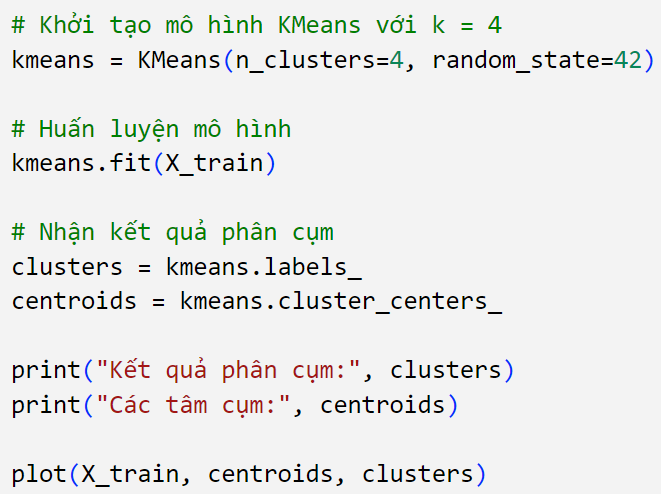 # Khởi tạo mô hình KMeans với k = 4
kmeans = KMeans(n_clusters=4, random_state=42)
# Huấn luyện mô hình
kmeans.fit(X_train)
# Nhận kết quả phân cụm
clusters = kmeans.labels_
centroids = kmeans.cluster_centers_
print("Kết quả phân cụm:", clusters)
print("Các tâm cụm:", centroids)
plot(X_train, centroids, clusters)